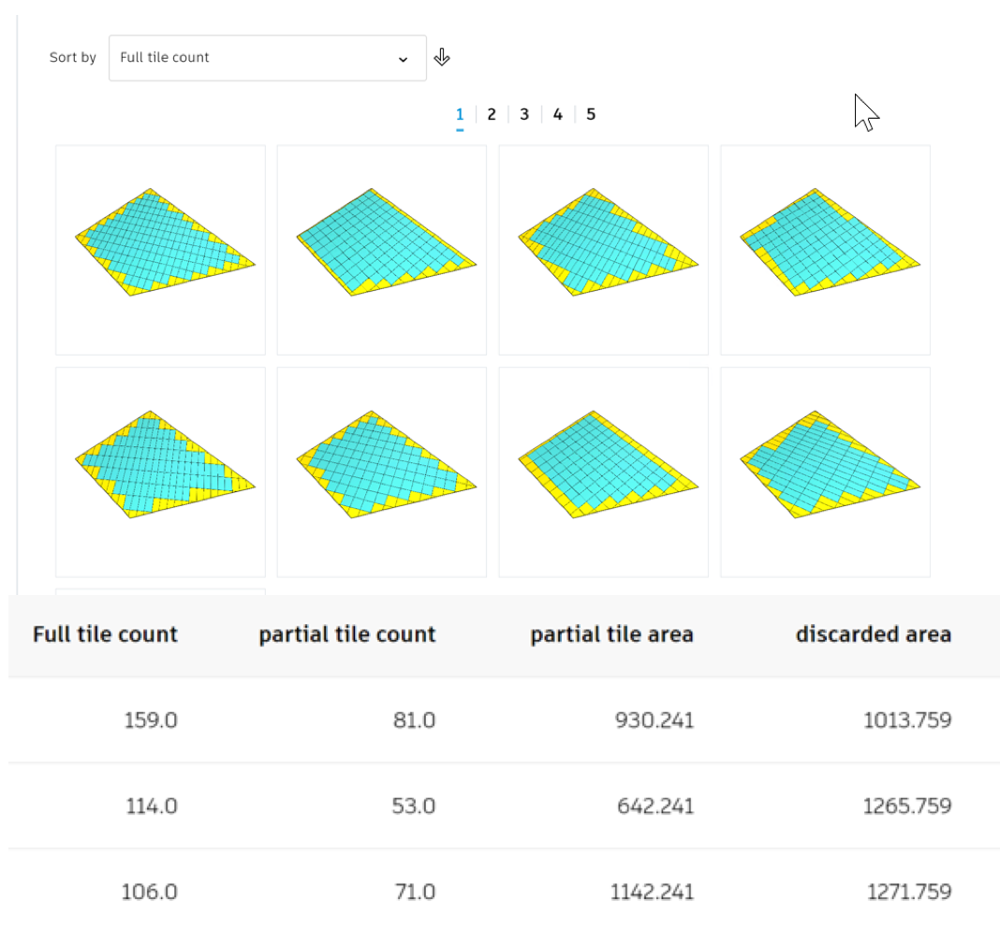 Sort by Full tile count
1 2 3 4 5
Full tile count partial tile count partial tile area discarded area
159.0 81.0 930.241 1013.759
114.0 53.0 642.241 1265.759
106.0 71.0 1142.241 1271.759